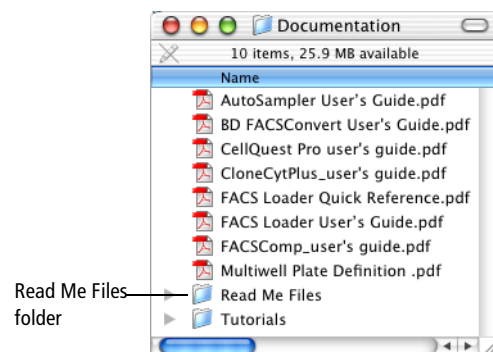 Documentation
10 items, 25.9 MB available
Name
AutoSampler User's Guide.pdf
BD FACSConvert User's Guide.pdf
CellQuest Pro user's guide.pdf
CloneCytPlus_user's guide.pdf
FACS Loader Quick Reference.pdf
FACS Loader User's Guide.pdf
FACSComp_user's guide.pdf
Multiwell Plate Definition .pdf
Read Me Files
Tutorials
Read Me Files
folder